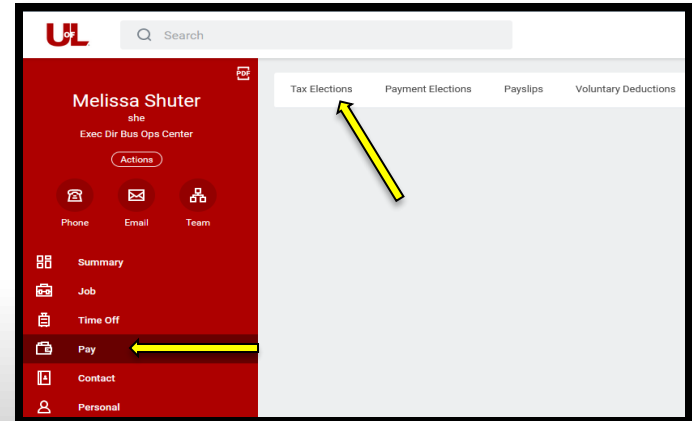 UofL
Search
PDF
Melissa Shuter
she
Exec Dir Bus Ops Center
Actions
Phone Email Team
Summary
Job
Time Off
Pay
Contact
Personal
Tax Elections Payment Elections Payslips Voluntary Deductions